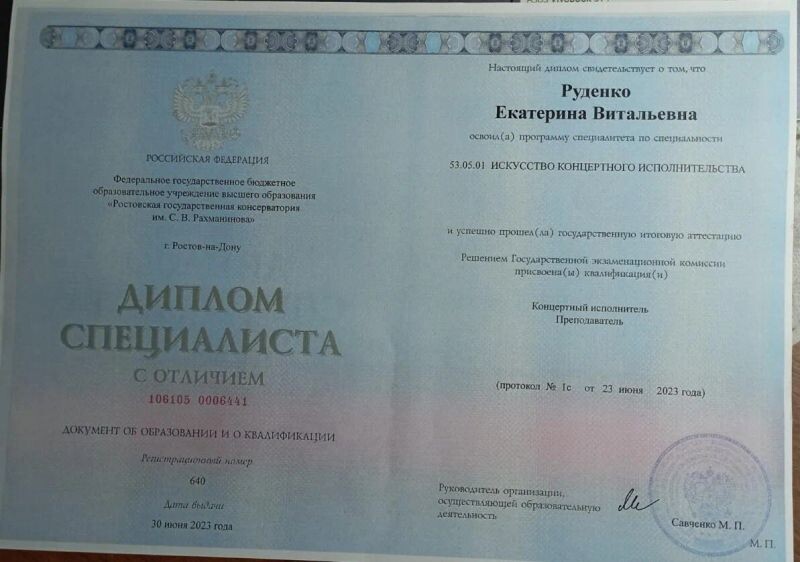 РОССИЙСКАЯ ФЕДЕРАЦИЯ
Федеральное государственное бюджетное
образовательное учреждение высшего образования
«Ростовская государственная консерватория
им. С. В. Рахманинова»
г. Ростов-на-Дону
ДИПЛОМ
СПЕЦИАЛИСТА
С ОТЛИЧИЕМ
106105 0006441
ДОКУМЕНТ ОБ ОБРАЗОВАНИИ И О КВАЛИФИКАЦИИ
Регистрационный номер
640
Дата выдачи
30 июня 2023 года
Настоящий диплом свидетельствует о том, что
Руденко
Екатерина Витальевна
освоил(а) программу специалитета по специальности
53.05.01 ИСКУССТВО КОНЦЕРТНОГО ИСПОЛНИТЕЛЬСТВА
и успешно прошел(ла) государственную итоговую аттестацию
Решением Государственной экзаменационной комиссии
присвоена(ы) квалификация(и)
Концертный исполнитель
Преподаватель
(протокол № 1с от 23 июня 2023 года)
Руководитель организации,
осуществляющей образовательную
деятельность
Савченко М. П.
М. П.